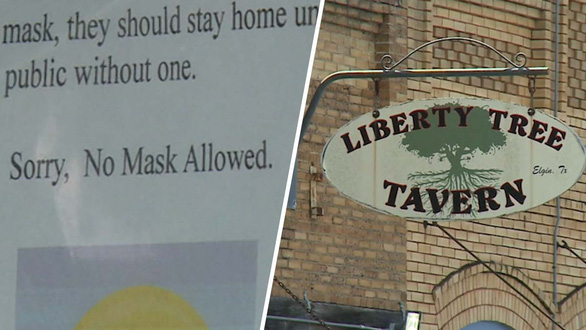 mask, they should stay home un
public without one.
Sorry, No Mask Allowed.
LIBERTY TREE
TAVERN
Elgin, Tx